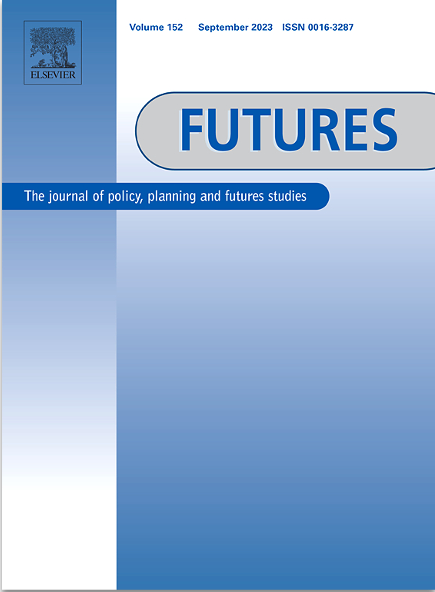 Volume 152 September 2023 ISSN 0016-3287
ELSEVIER
FUTURES
The journal of policy, planning and futures studies